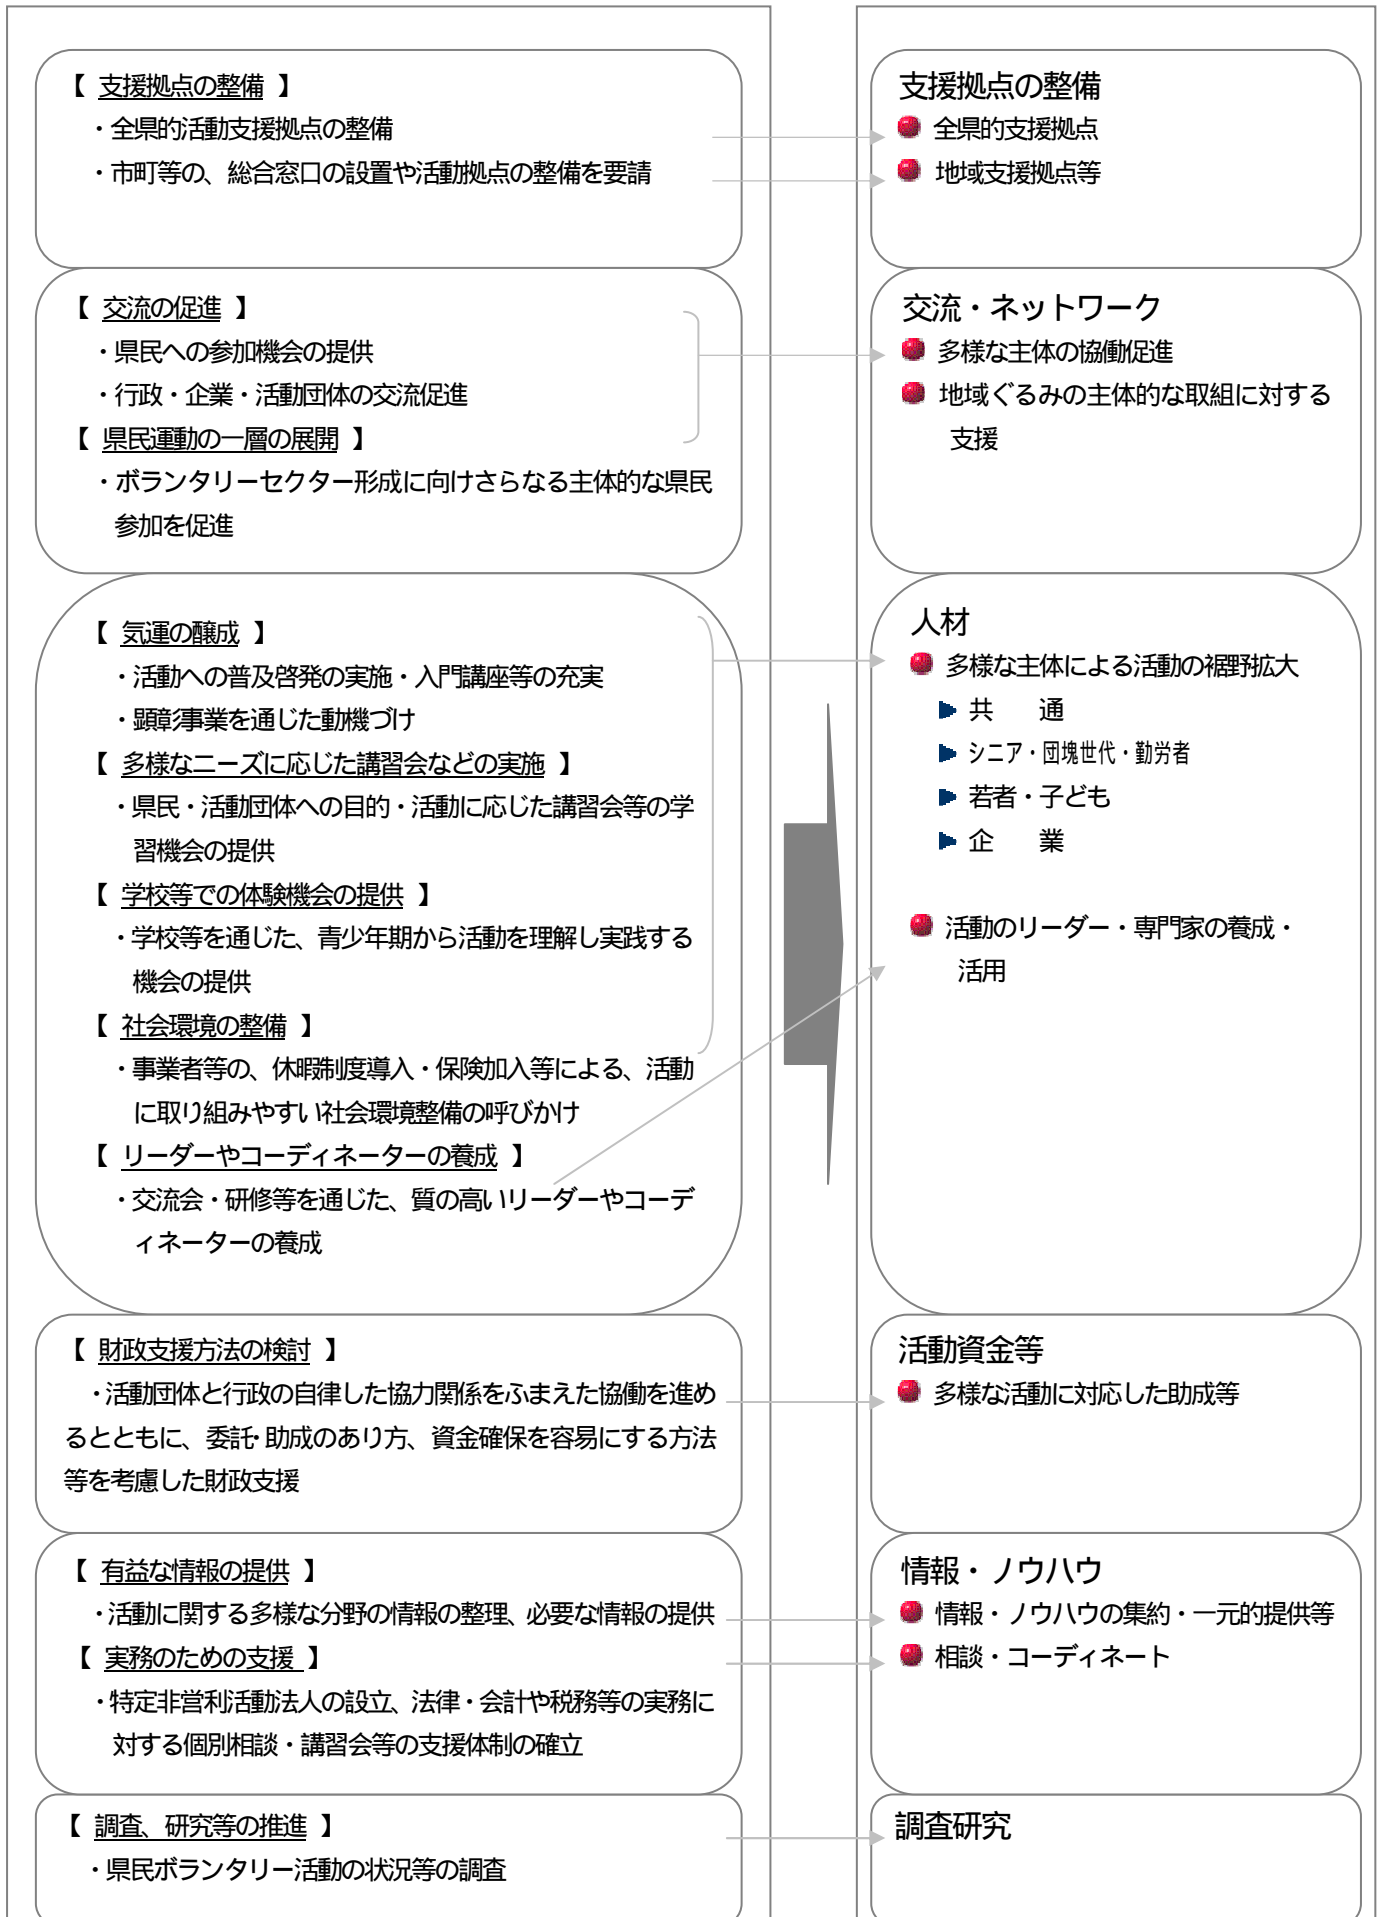 【 支援拠点の整備 】
・全県的活動支援拠点の整備
・市町等の、総合窓口の設置や活動拠点の整備を要請
【 交流の促進 】
・県民への参加機会の提供
・行政・企業・活動団体の交流促進
【 県民運動の一層の展開 】
・ボランタリーセクター形成に向けさらなる主体的な県民
参加を促進
【 気運の醸成 】
・活動への普及啓発の実施・入門講座等の充実
・顕彰事業を通じた動機づけ
【 多様なニーズに応じた講習会などの実施 】
・県民・活動団体への目的・活動に応じた講習会等の学
習機会の提供
【 学校等での体験機会の提供 】
・学校等を通じた、青少年期から活動を理解し実践する
機会の提供
【 社会環境の整備 】
・事業者等の、休暇制度導入・保険加入等による、活動
に取り組みやすい社会環境整備の呼びかけ
【 リーダーやコーディネーターの養成 】
・交流会・研修等を通じた、質の高いリーダーやコーデ
ィネーターの養成
【 財政支援方法の検討 】
・活動団体と行政の自律した協力関係をふまえた協働を進め
るとともに、委託・助成のあり方、資金確保を容易にする方法
等を考慮した財政支援
【 有益な情報の提供 】
・活動に関する多様な分野の情報の整理、必要な情報の提供
【 実務のための支援 】
・特定非営利活動法人の設立、法律・会計や税務等の実務に
対する個別相談・講習会等の支援体制の確立
【 調査、研究等の推進 】
・県民ボランタリー活動の状況等の調査
支援拠点の整備
全県的支援拠点
地域支援拠点等
交流・ネットワーク
多様な主体の協働促進
地域ぐるみの主体的な取組に対する
支援
人材
多様な主体による活動の裾野拡大
共　通
シニア・団塊世代・勤労者
若者・子ども
企　業
活動のリーダー・専門家の養成・
活用
活動資金等
多様な活動に対応した助成等
情報・ノウハウ
情報・ノウハウの集約・一元的提供等
相談・コーディネート
調査研究